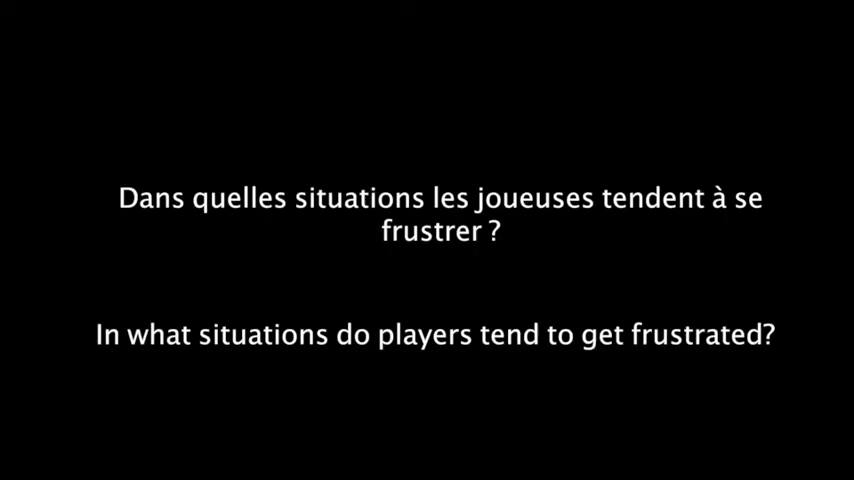 Dans quelles situations les joueuses tendent à se
frustrer ?
In what situations do players tend to get frustrated?